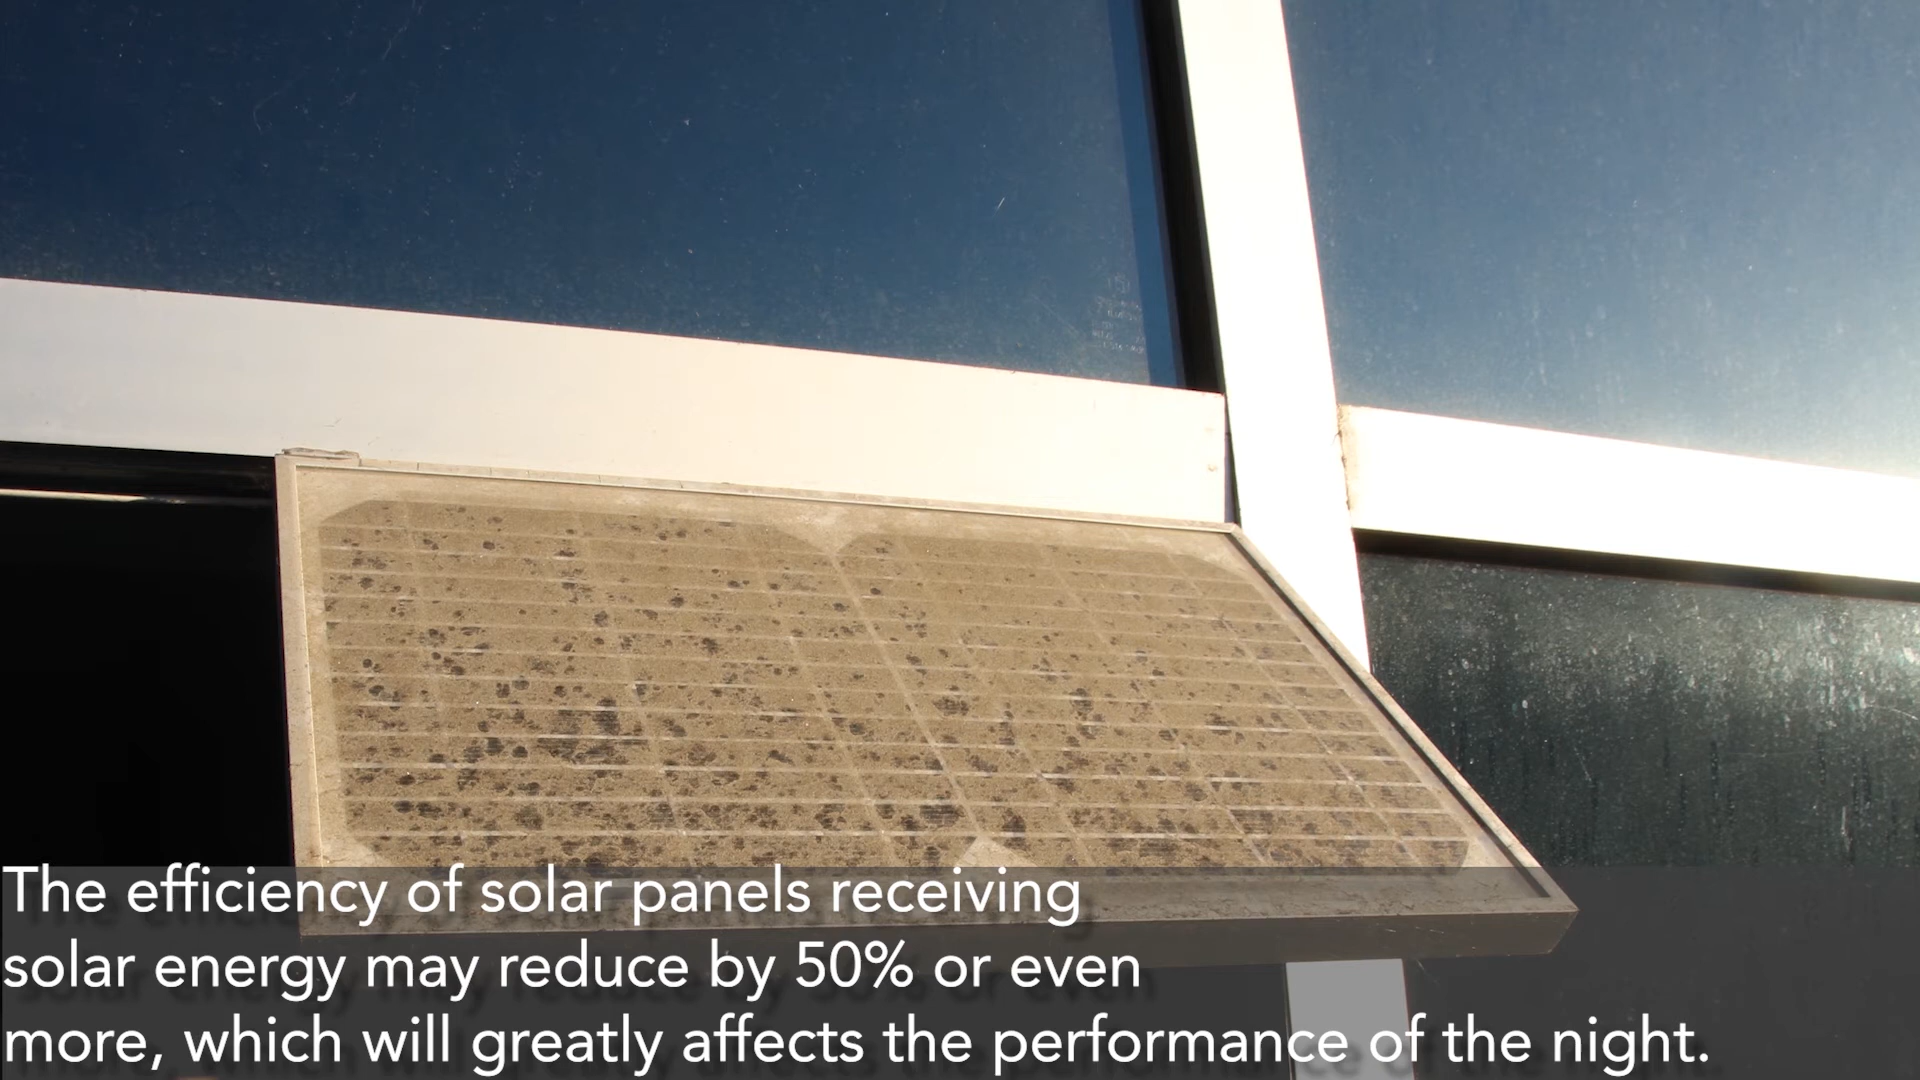 The efficiency of solar panels receiving
solar energy may reduce by 50% or even
more, which will greatly affects the performance of the night.